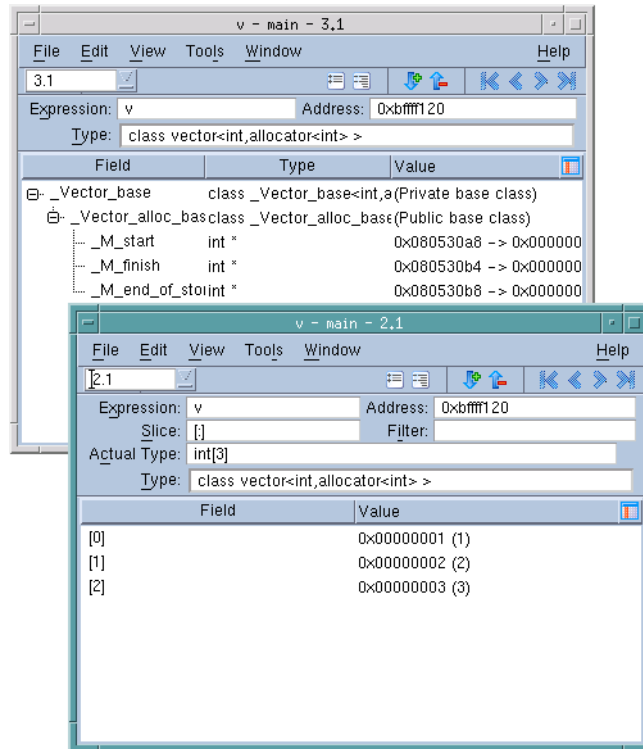 v - main - 3.1
File Edit View Tools Window Help
3.1
Expression: v Address: 0xbffff120
Type: class vector<int,allocator<int> >
Field Type Value
_Vector_base class _Vector_base<int,a (Private base class)
_Vector_alloc_bas class _Vector_alloc_base (Public base class)
_M_start int * 0x080530a8 -> 0x000000
_M_finish int * 0x080530b4 -> 0x000000
_M_end_of_sto int * 0x080530b8 -> 0x000000
v - main - 2.1
File Edit View Tools Window Help
2.1
Expression: v Address: 0xbffff120
Slice: [:] Filter:
Actual Type: int[3]
Type: class vector<int,allocator<int> >
Field Value
[0] 0x00000001 (1)
[1] 0x00000002 (2)
[2] 0x00000003 (3)